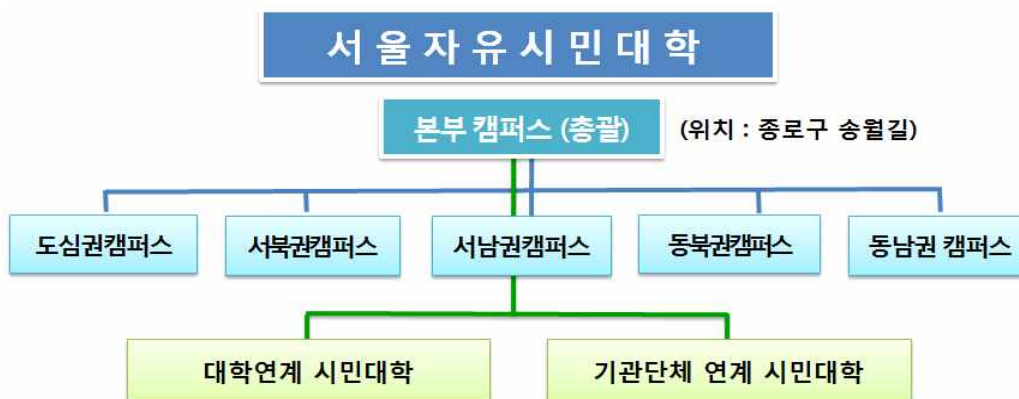 서 울 자 유 시 민 대 학
본부 캠퍼스 (총괄) (위치 : 종로구 송월길)
도심권캠퍼스 서북권캠퍼스 서남권캠퍼스 동북권캠퍼스 동남권 캠퍼스
대학연계 시민대학 기관단체 연계 시민대학